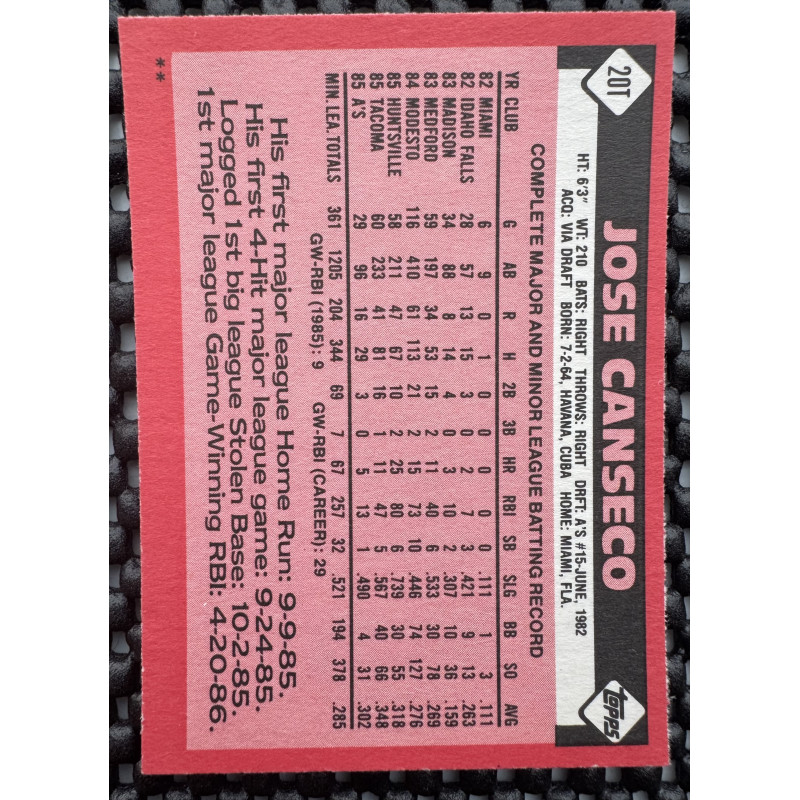 20T
JOSE CANSECO
topps
HT: 6'3" WT: 210 BATS: RIGHT THROWS: RIGHT DRFT: A'S #15-JUNE, 1982
ACQ: VIA DRAFT BORN: 7-2-64, HAVANA, CUBA HOME: MIAMI, FLA.
COMPLETE MAJOR AND MINOR LEAGUE BATTING RECORD
YR CLUB G AB R H 2B 3B HR RBI SB SLG BB SO AVG
82 MIAMI 6 9 0 1 0 0 0 0 0 .111 1 3 .111
82 IDAHO FALLS 28 57 13 15 3 0 2 7 3 .421 9 13 .263
83 MADISON 34 88 8 14 4 0 3 10 2 .307 10 36 .159
83 MEDFORD 59 197 34 53 15 2 11 40 6 .533 30 78 .269
84 MODESTO 116 410 61 113 21 2 15 73 10 .446 74 127 .276
85 HUNTSVILLE 58 211 47 67 10 2 25 80 6 .739 30 55 .318
85 TACOMA 60 233 41 81 16 1 11 47 5 .567 40 66 .348
85 A'S 29 96 16 29 3 0 5 13 1 .490 4 31 .302
MIN. LEA. TOTALS 361 1205 204 344 69 7 67 257 32 .521 194 378 .285
GW-RBI (1985): 9 GW-RBI (CAREER): 29
His first major league Home Run: 9-9-85.
His first 4-Hit major league game: 9-24-85.
Logged 1st big league Stolen Base: 10-2-85.
1st major league Game-Winning RBI: 4-20-86.
**